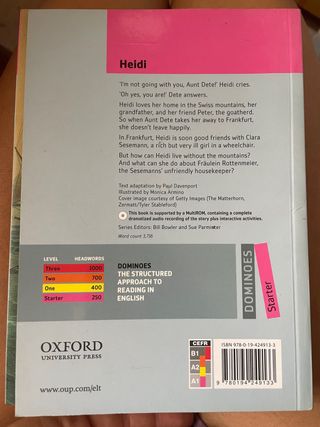 Heidi
'I'm not going with you, Aunt Dete!' Heidi cries.
'Oh yes, you are!' Dete answers.
Heidi loves her home in the Swiss mountains, her
grandfather, and her friend Peter, the goatherd.
So when Aunt Dete takes her away to Frankfurt,
she doesn't leave happily.
In Frankfurt, Heidi is soon good friends with Clara
Sesemann, a rich but very ill girl in a wheelchair.
But how can Heidi live without the mountains?
And what can she do about Fräulein Rottenmeier,
the Sesemanns' unfriendly housekeeper?
Text adaptation by Paul Davenport
Illustrated by Monica Armino
Cover image courtesy of Getty Images (The Matterhorn,
Zermatt/Tyler Stableford)
This book is supported by a MultiROM, containing a complete
dramatized audio recording of the story plus interactive activities.
Series Editors: Bill Bowler and Sue Parminter
Word count 3,716
LEVEL HEADWORDS
Three 1000
Two 700
One 400
Starter 250
DOMINOES
THE STRUCTURED
APPROACH TO
READING IN
ENGLISH
DOMINOES
Starter
OXFORD
UNIVERSITY PRESS
www.oup.com/elt
CEFR
B1
A2
A1
ISBN 978-0-19-424913-3
9 780194 249133